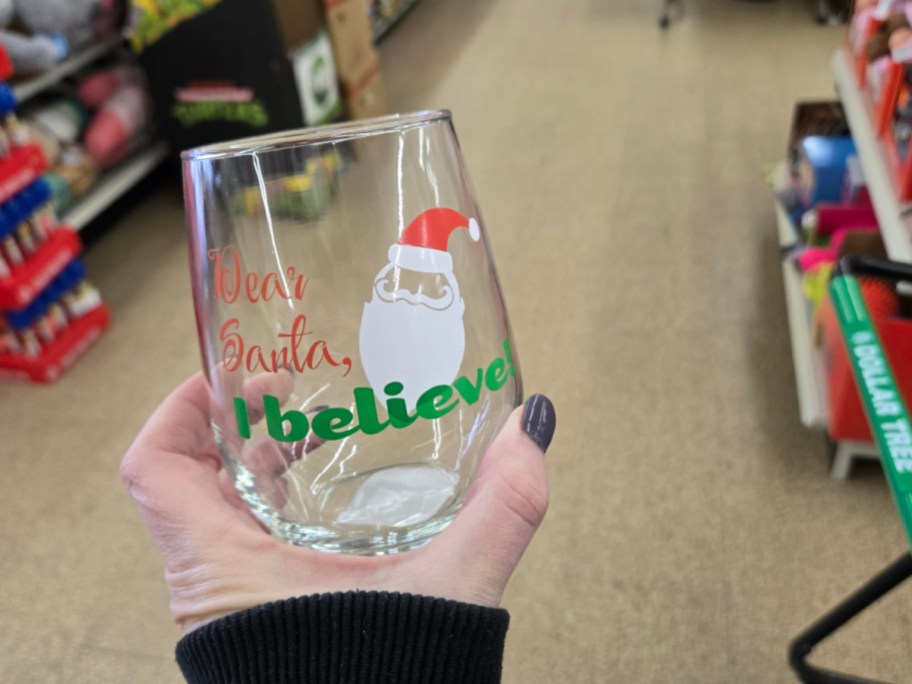 Dear
Santa,
I believe!
TURTLES
DOLLAR TREE